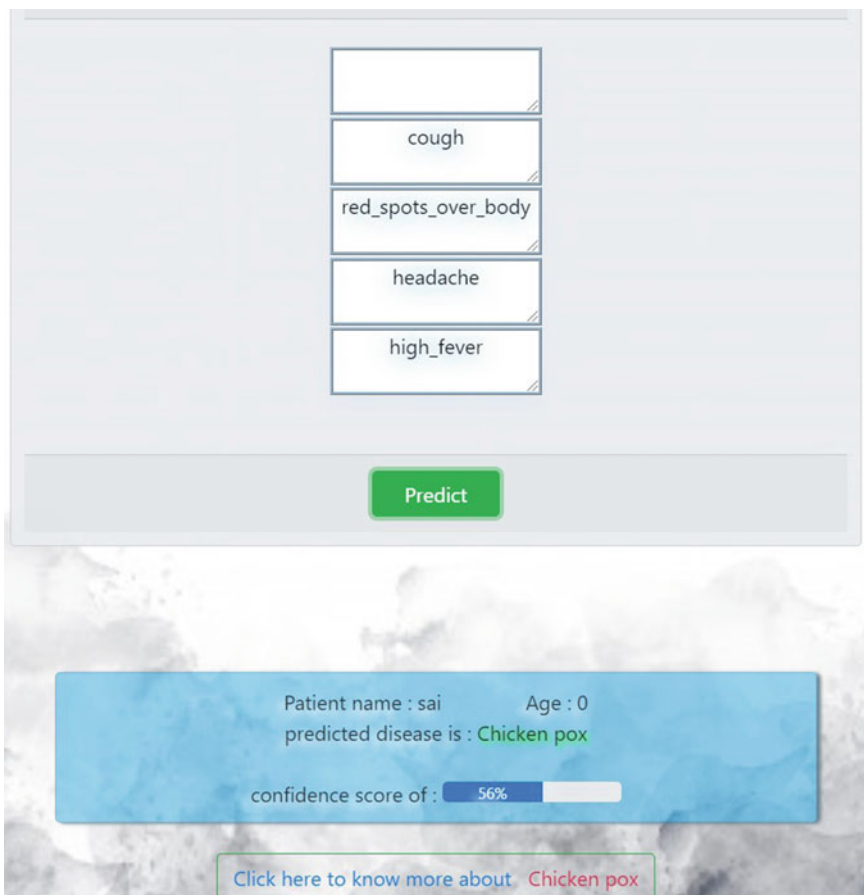 cough
red_spots_over_body
headache
high_fever
Predict
Patient name : sai Age : 0
predicted disease is : Chicken pox
confidence score of : 56%
Click here to know more about Chicken pox